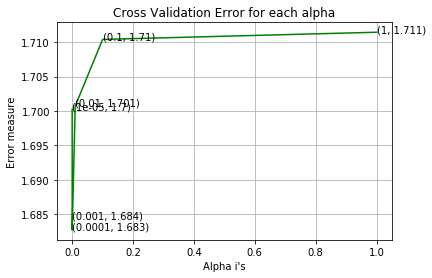 Cross Validation Error for each alpha
Error measure
1.710
1.705
1.700
1.695
1.690
1.685
(1, 1.711)
(0.1, 1.71)
(0.01, 1.701)
(1e-05, 1.7)
(0.001, 1.684)
(0.0001, 1.683)
0.0 0.2 0.4 0.6 0.8 1.0
Alpha i's